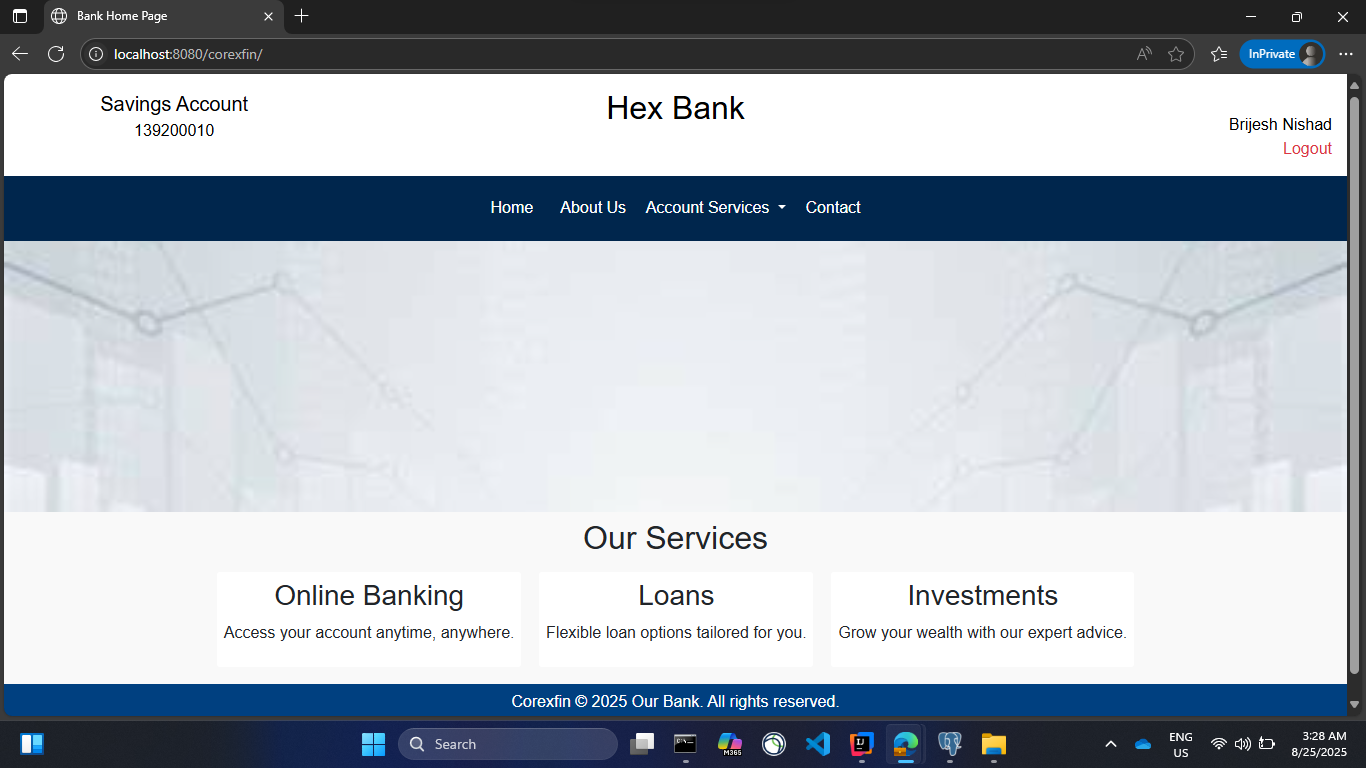 Bank Home Page
localhost:8080/corexfin/
InPrivate
Savings Account
139200010
Hex Bank
Brijesh Nishad
Logout
Home About Us Account Services Contact
Our Services
Online Banking
Access your account anytime, anywhere.
Loans
Flexible loan options tailored for you.
Investments
Grow your wealth with our expert advice.
Corexfin © 2025 Our Bank. All rights reserved.
Search
M365
ENG
US
3:28 AM
8/25/2025